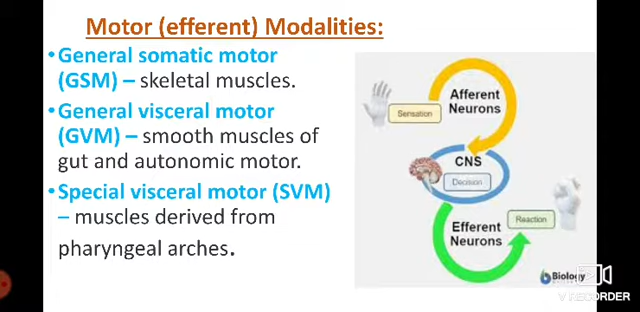 Motor (efferent) Modalities:
•General somatic motor
(GSM) – skeletal muscles.
•General visceral motor
(GVM) – smooth muscles of
gut and autonomic motor.
•Special visceral motor (SVM)
– muscles derived from
pharyngeal arches.
Afferent
Neurons
Sensation
CNS
Decision
Efferent
Neurons
Reaction
Biology
V RECORDER